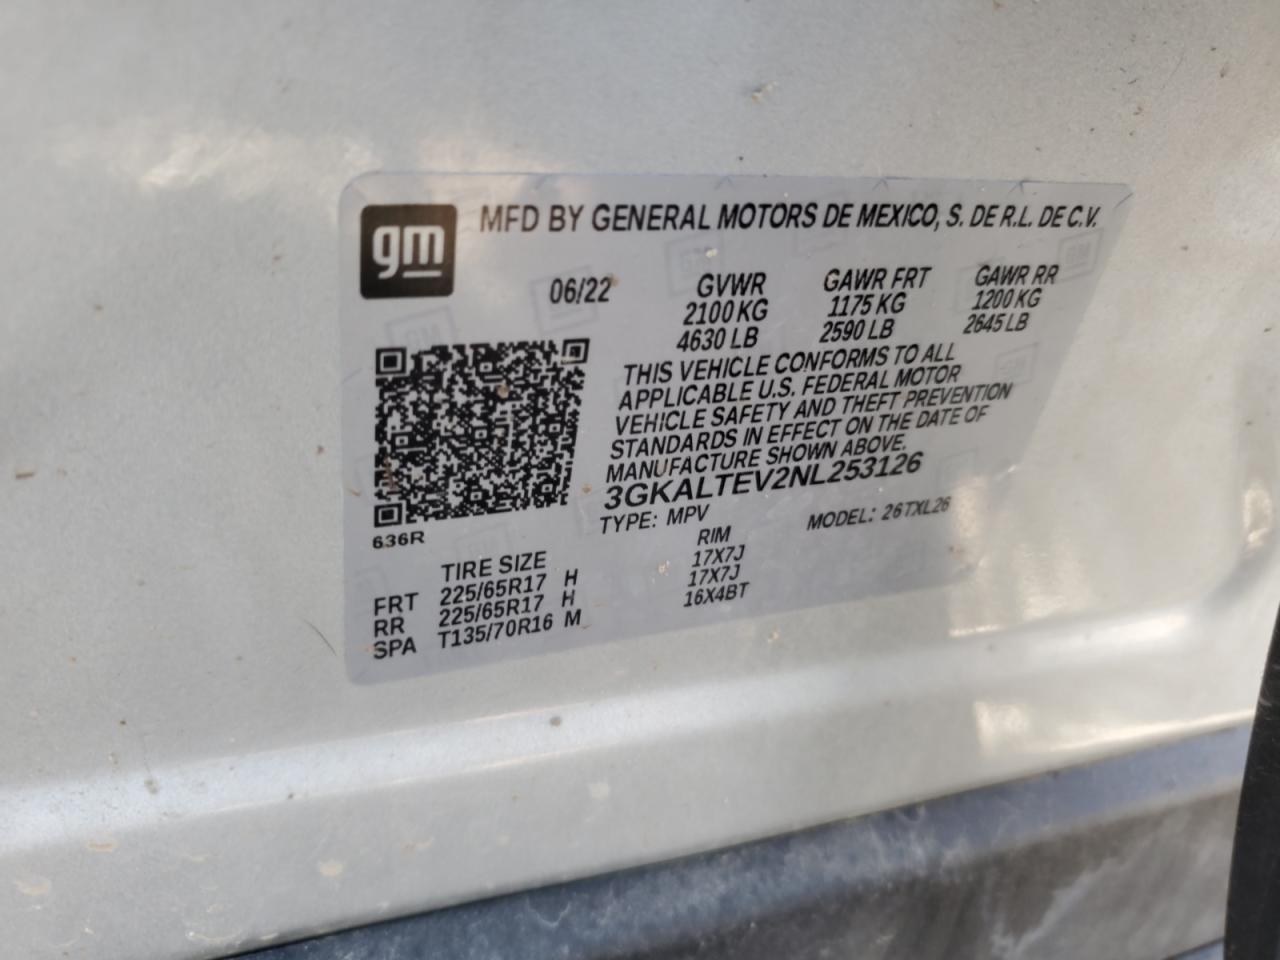 gm
MFD BY GENERAL MOTORS DE MEXICO, S. DE R.L. DE C.V.
06/22 GVWR GAWR FRT GAWR RR
2100 KG 1175 KG 1200 KG
4630 LB 2590 LB 2645 LB
THIS VEHICLE CONFORMS TO ALL
APPLICABLE U.S. FEDERAL MOTOR
VEHICLE SAFETY AND THEFT PREVENTION
STANDARDS IN EFFECT ON THE DATE OF
MANUFACTURE SHOWN ABOVE.
3GKALTEV2NL253126
TYPE: MPV MODEL: 26TXL26
636R
TIRE SIZE RIM
FRT 225/65R17 H 17X7J
RR 225/65R17 H 17X7J
SPA T135/70R16 M 16X4BT